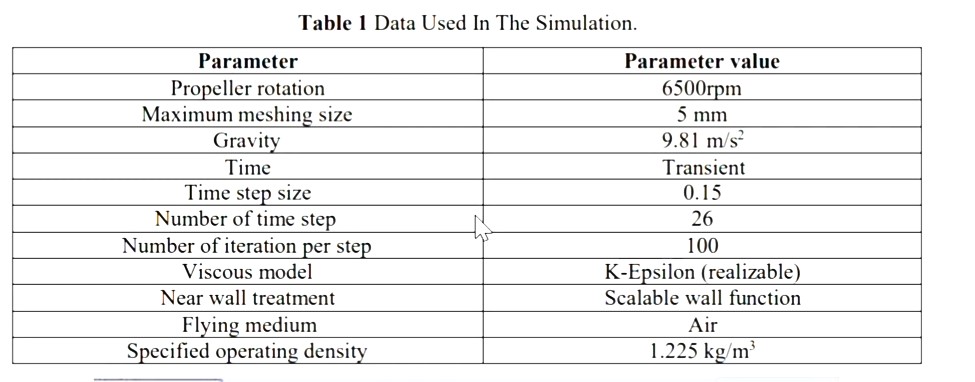 Table 1 Data Used In The Simulation.
Parameter Parameter value
Propeller rotation 6500rpm
Maximum meshing size 5 mm
Gravity 9.81 m/s²
Time Transient
Time step size 0.15
Number of time step 26
Number of iteration per step 100
Viscous model K-Epsilon (realizable)
Near wall treatment Scalable wall function
Flying medium Air
Specified operating density 1.225 kg/m³